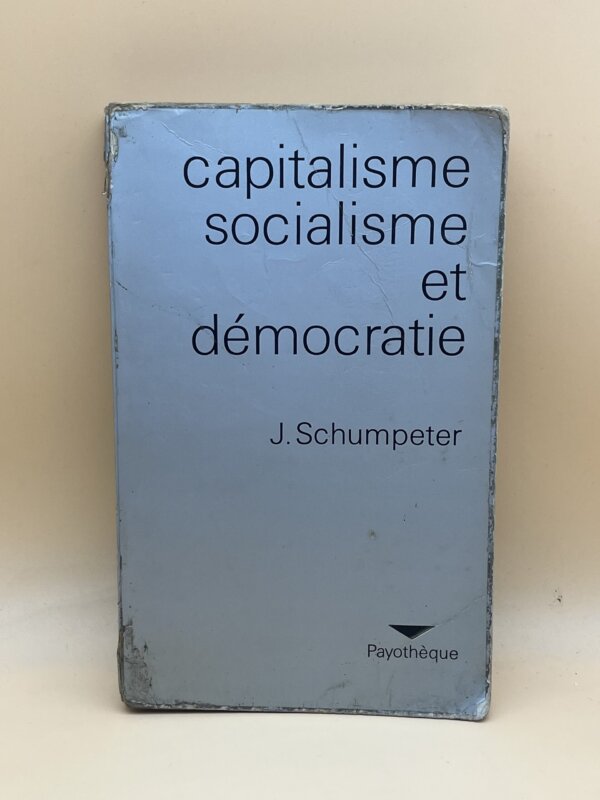 capitalisme
socialisme
et
démocratie
J. Schumpeter
Payothèque